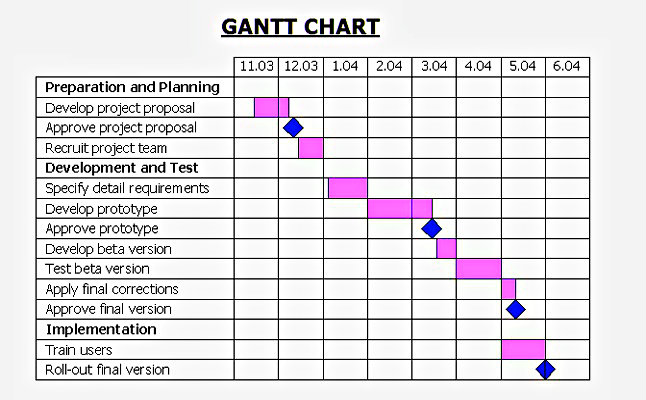 GANTT CHART
11.03 12.03 1.04 2.04 3.04 4.04 5.04 6.04
Preparation and Planning
Develop project proposal
Approve project proposal
Recruit project team
Development and Test
Specify detail requirements
Develop prototype
Approve prototype
Develop beta version
Test beta version
Apply final corrections
Approve final version
Implementation
Train users
Roll-out final version